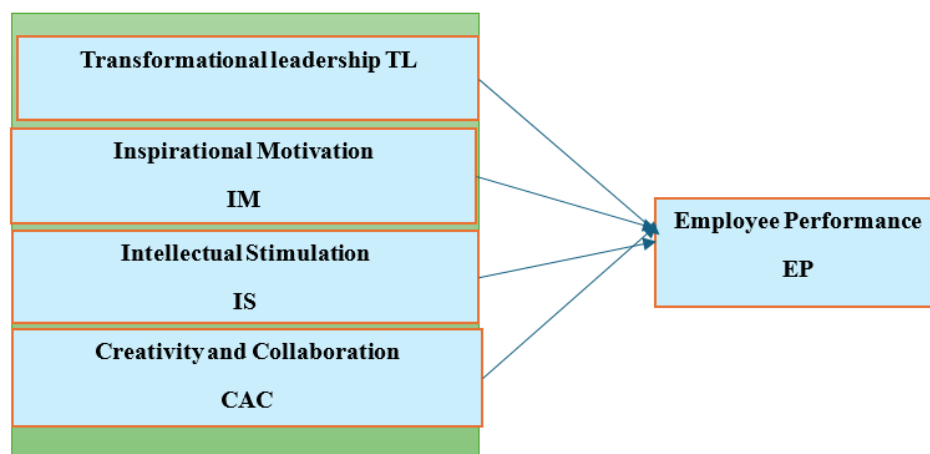 Transformational leadership TL
Inspirational Motivation
IM
Intellectual Stimulation
IS
Creativity and Collaboration
CAC
Employee Performance
EP